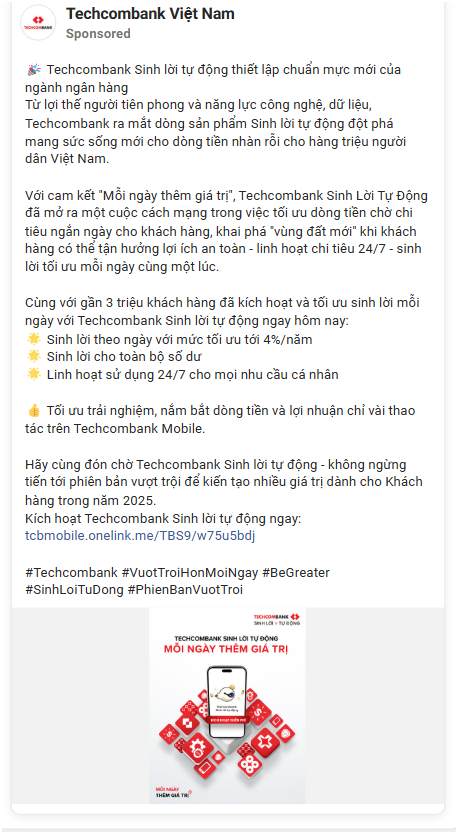 Techcombank Việt Nam
Sponsored
TECHCOMBANK
🎉 Techcombank Sinh lời tự động thiết lập chuẩn mực mới của
ngành ngân hàng
Từ lợi thế người tiên phong và năng lực công nghệ, dữ liệu,
Techcombank ra mắt dòng sản phẩm Sinh lời tự động đột phá
mang sức sống mới cho dòng tiền nhàn rỗi cho hàng triệu người
dân Việt Nam.
Với cam kết "Mỗi ngày thêm giá trị", Techcombank Sinh Lời Tự Động
đã mở ra một cuộc cách mạng trong việc tối ưu dòng tiền chờ chi
tiêu ngắn ngày cho khách hàng, khai phá "vùng đất mới" khi khách
hàng có thể tận hưởng lợi ích an toàn - linh hoạt chi tiêu 24/7 - sinh
lời tối ưu mỗi ngày cùng một lúc.
Cùng với gần 3 triệu khách hàng đã kích hoạt và tối ưu sinh lời mỗi
ngày với Techcombank Sinh lời tự động ngay hôm nay:
🌟 Sinh lời theo ngày với mức tối ưu tới 4%/năm
🌟 Sinh lời cho toàn bộ số dư
🌟 Linh hoạt sử dụng 24/7 cho mọi nhu cầu cá nhân
👍 Tối ưu trải nghiệm, nắm bắt dòng tiền và lợi nhuận chỉ vài thao
tác trên Techcombank Mobile.
Hãy cùng đón chờ Techcombank Sinh lời tự động - không ngừng
tiến tới phiên bản vượt trội để kiến tạo nhiều giá trị dành cho Khách
hàng trong năm 2025.
Kích hoạt Techcombank Sinh lời tự động ngay:
tcbmobile.onelink.me/TBS9/w75u5bdj
#Techcombank #VuotTroiHonMoiNgay #BeGreater
#SinhLoiTuDong #PhienBanVuotTroi
TECHCOMBANK
SINH LỜI TỰ ĐỘNG
TECHCOMBANK SINH LỜI TỰ ĐỘNG
MỖI NGÀY THÊM GIÁ TRỊ
MỖI NGÀY
THÊM GIÁ TRỊ